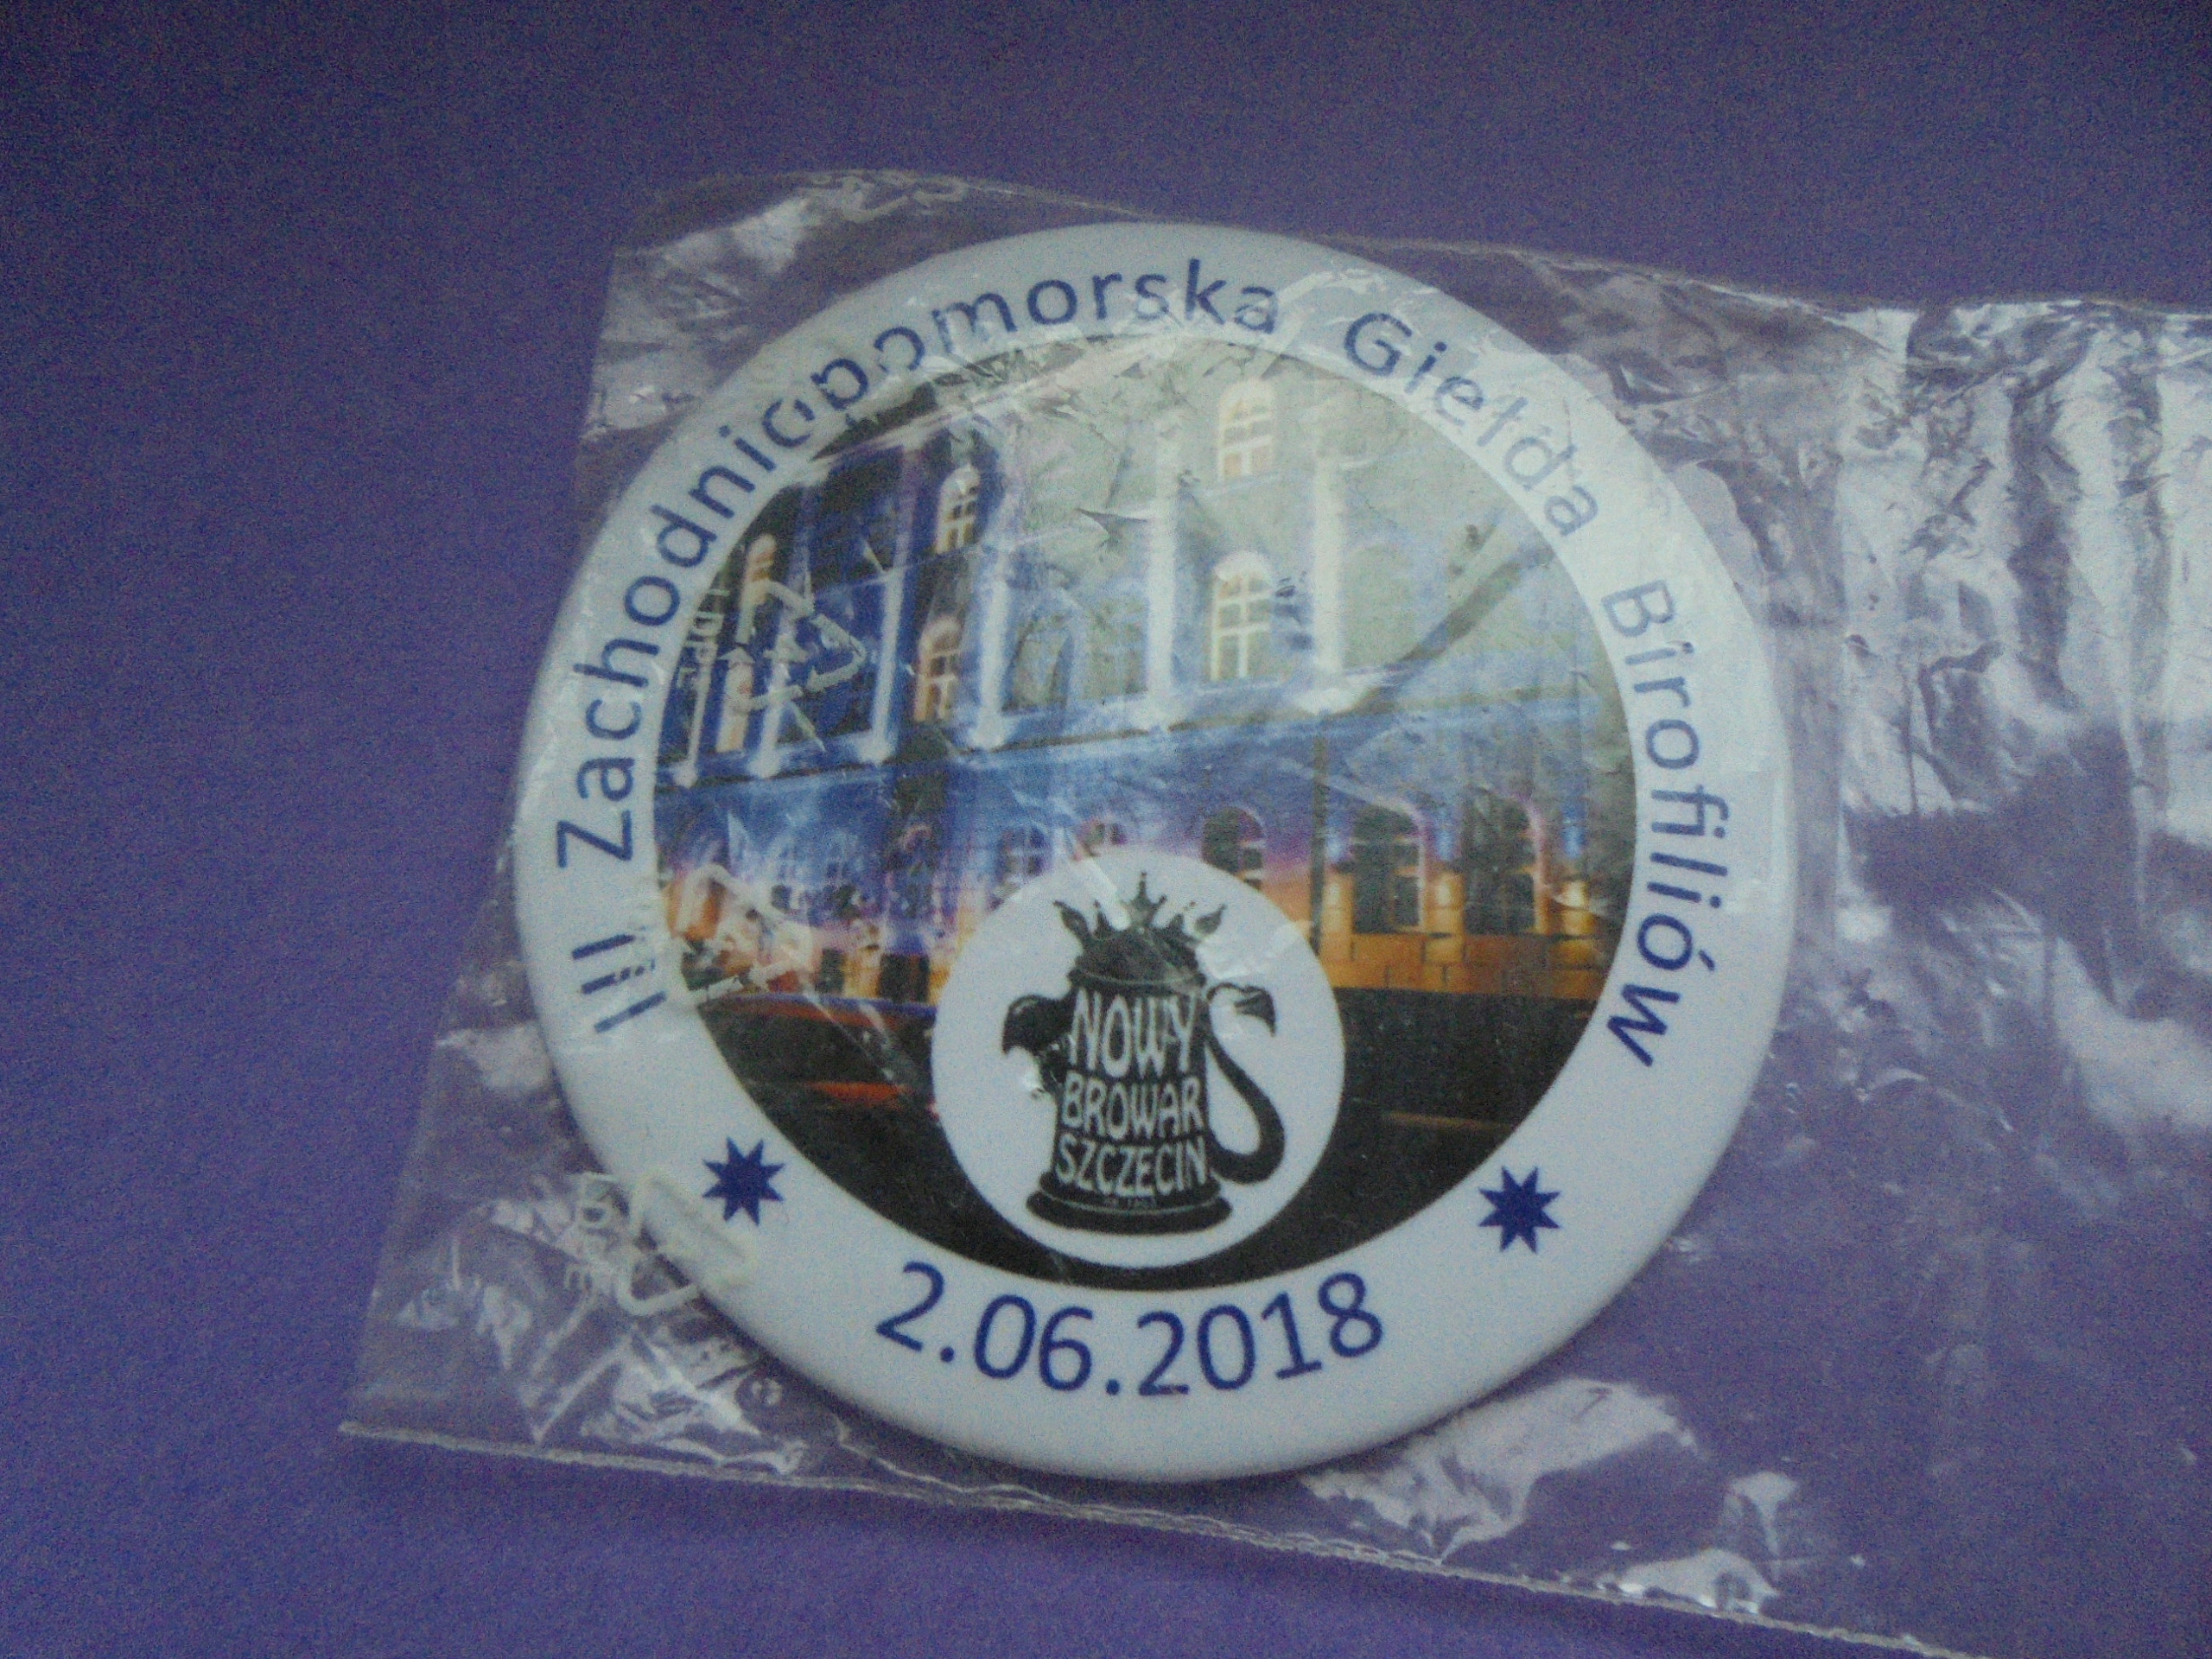 III Zachodniopomorska Giełda Birofiliów
NOWY
BROWAR
SZCZECIN
2.06.2018